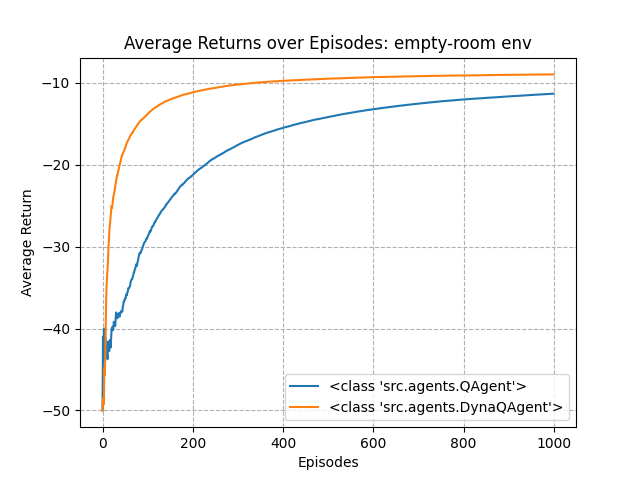 Average Returns over Episodes: empty-room env
Average Return
−10
−20
−30
−40
−50
<class 'src.agents.QAgent'>
<class 'src.agents.DynaQAgent'>
0
200
400
600
800
1000
Episodes